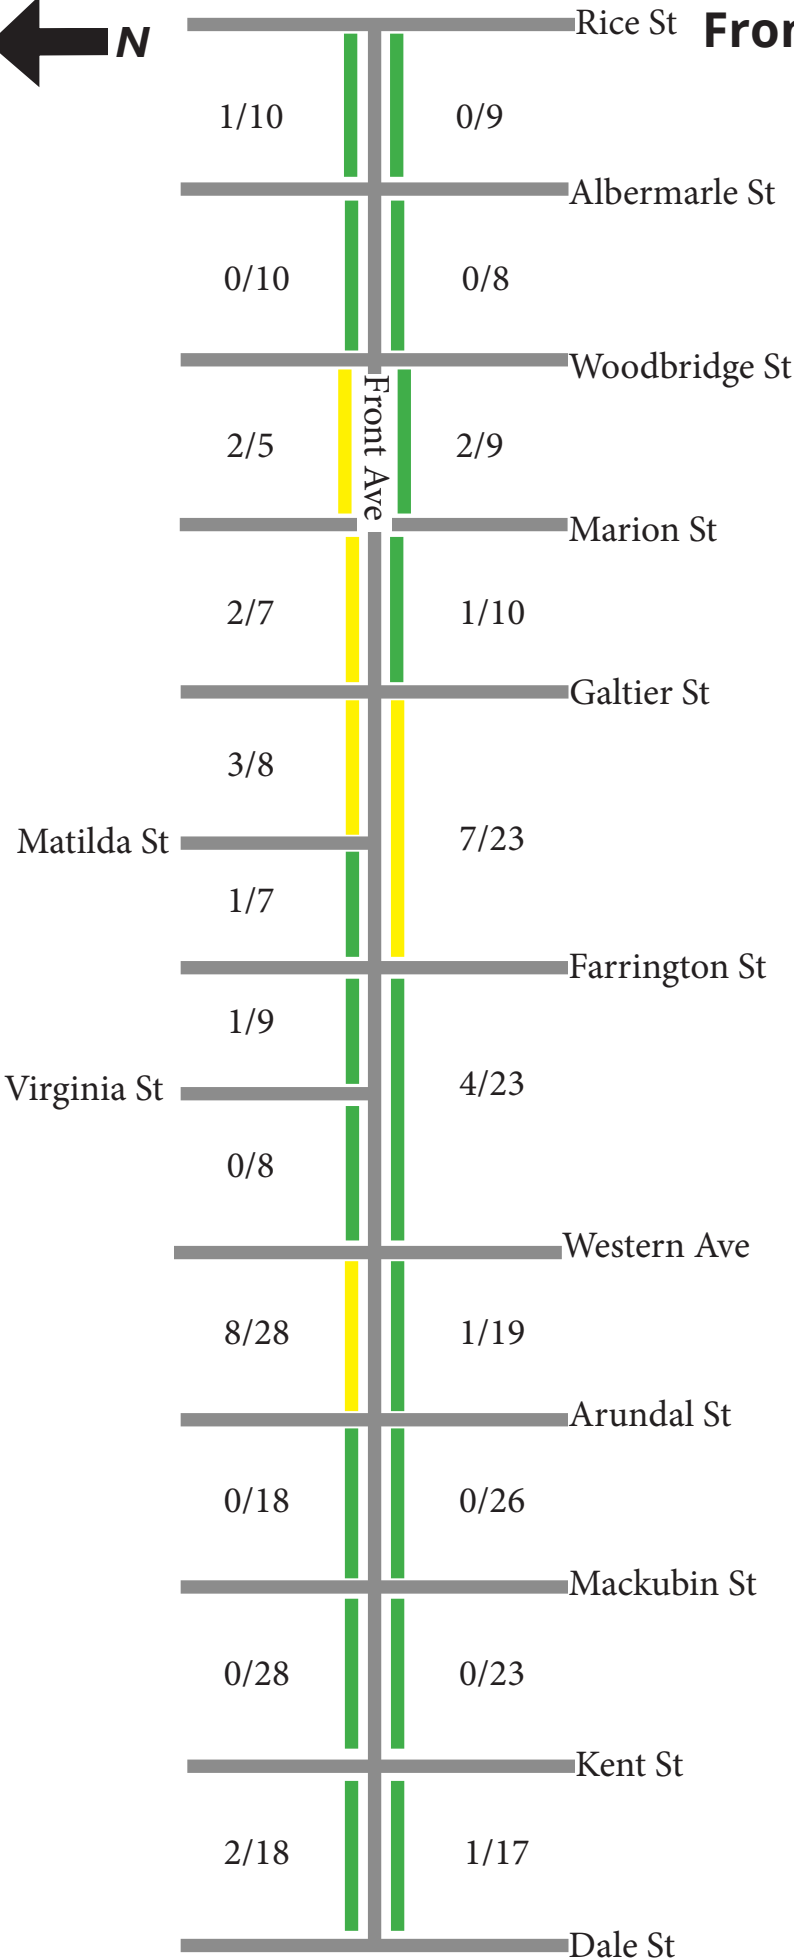 N
Rice St
Fron
1/10
0/9
Albermarle St
0/10
0/8
Woodbridge St
Front Ave
2/5
2/9
Marion St
2/7
1/10
Galtier St
3/8
Matilda St
7/23
1/7
Farrington St
1/9
Virginia St
4/23
0/8
Western Ave
8/28
1/19
Arundal St
0/18
0/26
Mackubin St
0/28
0/23
Kent St
2/18
1/17
Dale St